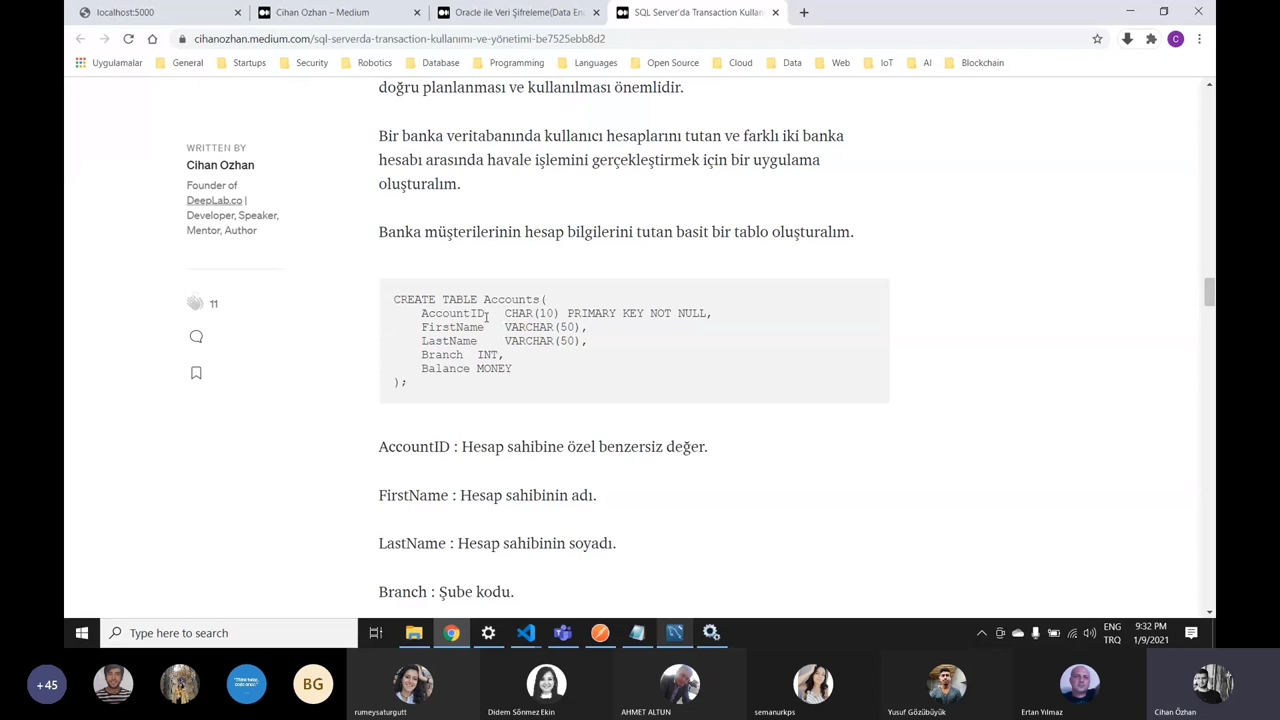 localhost:5000
Cihan Ozhan – Medium
Oracle ile Veri Şifreleme(Data En
SQL Server'da Transaction Kullan
cihanozhan.medium.com/sql-serverda-transaction-kullanımı-ve-yönetimi-be7525ebb8d2
C
Uygulamalar
General
Startups
Security
Robotics
Database
Programming
Languages
Open Source
Cloud
Data
Web
IoT
AI
Blockchain
doğru planlanması ve kullanılması önemlidir.
Bir banka veritabanında kullanıcı hesaplarını tutan ve farklı iki banka
hesabı arasında havale işlemini gerçekleştirmek için bir uygulama
oluşturalım.
Banka müşterilerinin hesap bilgilerini tutan basit bir tablo oluşturalım.
WRITTEN BY
Cihan Ozhan
Founder of
DeepLab.co |
Developer, Speaker,
Mentor, Author
11
CREATE TABLE Accounts(
AccountID CHAR(10) PRIMARY KEY NOT NULL,
FirstName VARCHAR(50),
LastName VARCHAR(50),
Branch INT,
Balance MONEY
);
AccountID : Hesap sahibine özel benzersiz değer.
FirstName : Hesap sahibinin adı.
LastName : Hesap sahibinin soyadı.
Branch : Şube kodu.
Type here to search
ENG
TRQ
9:32 PM
1/9/2021
+45
BG
rumeysaturgutt
Didem Sönmez Ekin
AHMET ALTUN
semanurkps
Yusuf Gözübüyük
Ertan Yılmaz
Cihan Özhan